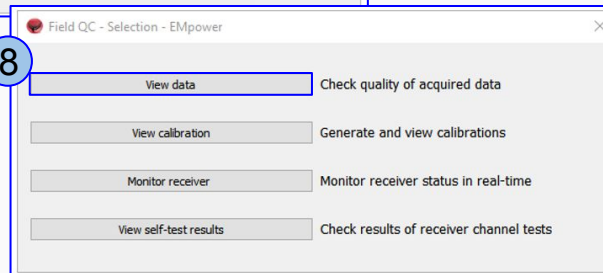 Field QC - Selection - EMpower
8
View data Check quality of acquired data
View calibration Generate and view calibrations
Monitor receiver Monitor receiver status in real-time
View self-test results Check results of receiver channel tests